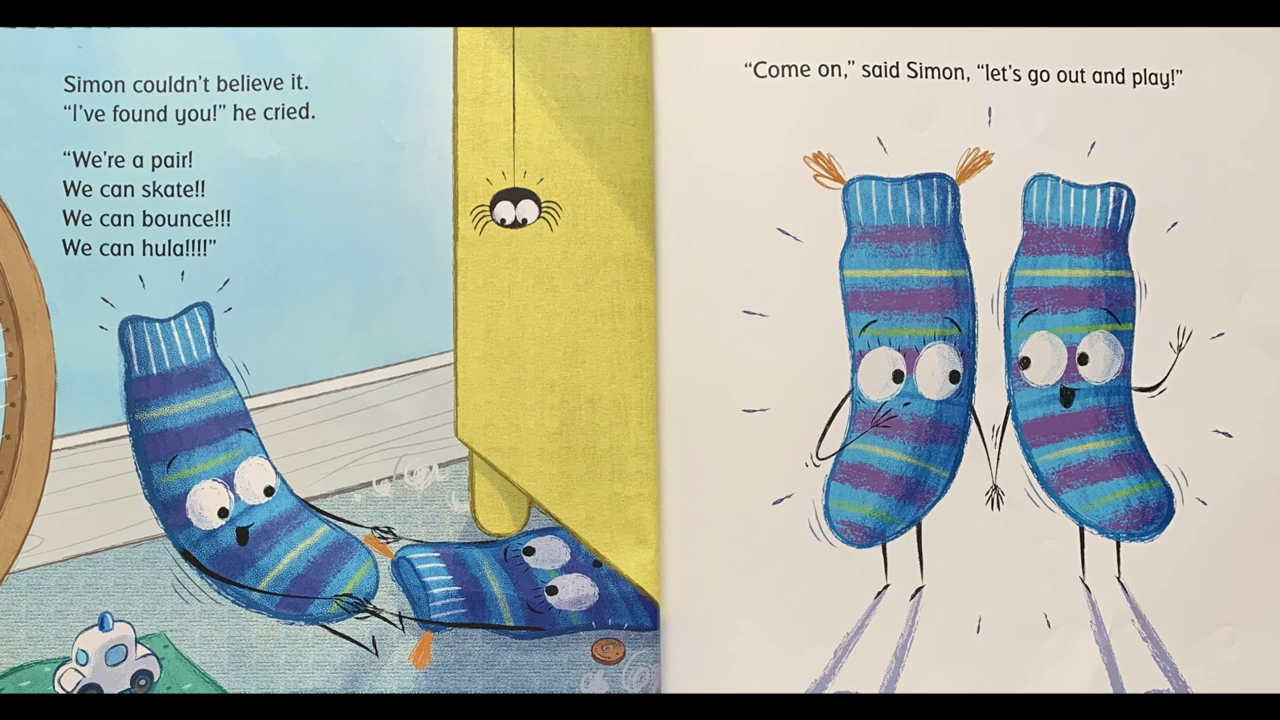 Simon couldn't believe it.
“I've found you!” he cried.
“We're a pair!
We can skate!!
We can bounce!!!
We can hula!!!!”
“Come on,” said Simon, “let's go out and play!”